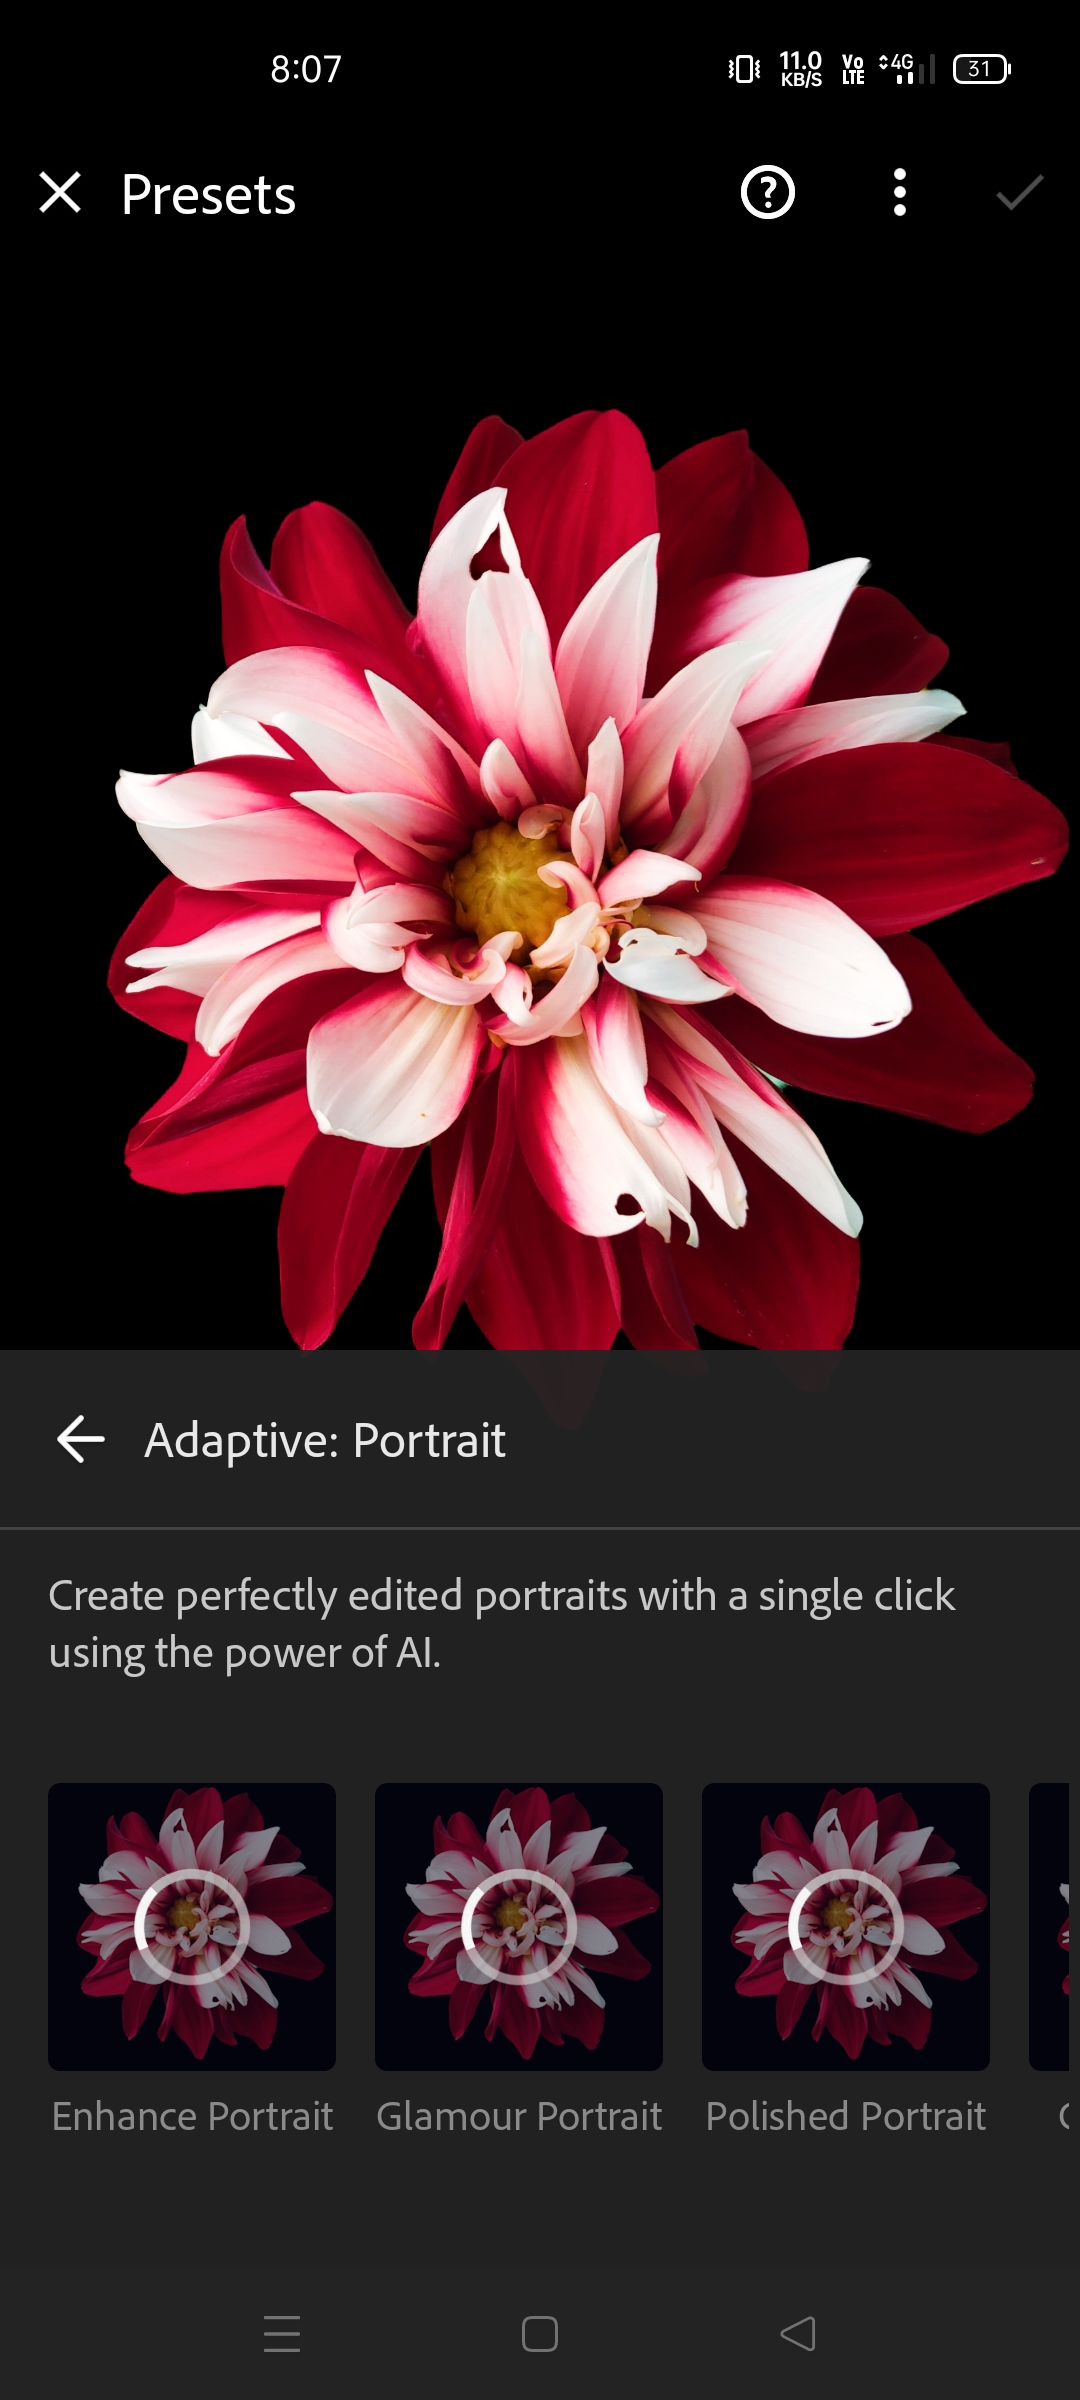 8:07
11.0
KB/S
Vo
LTE
4G
31
Presets
Adaptive: Portrait
Create perfectly edited portraits with a single click
using the power of AI.
Enhance Portrait
Glamour Portrait
Polished Portrait